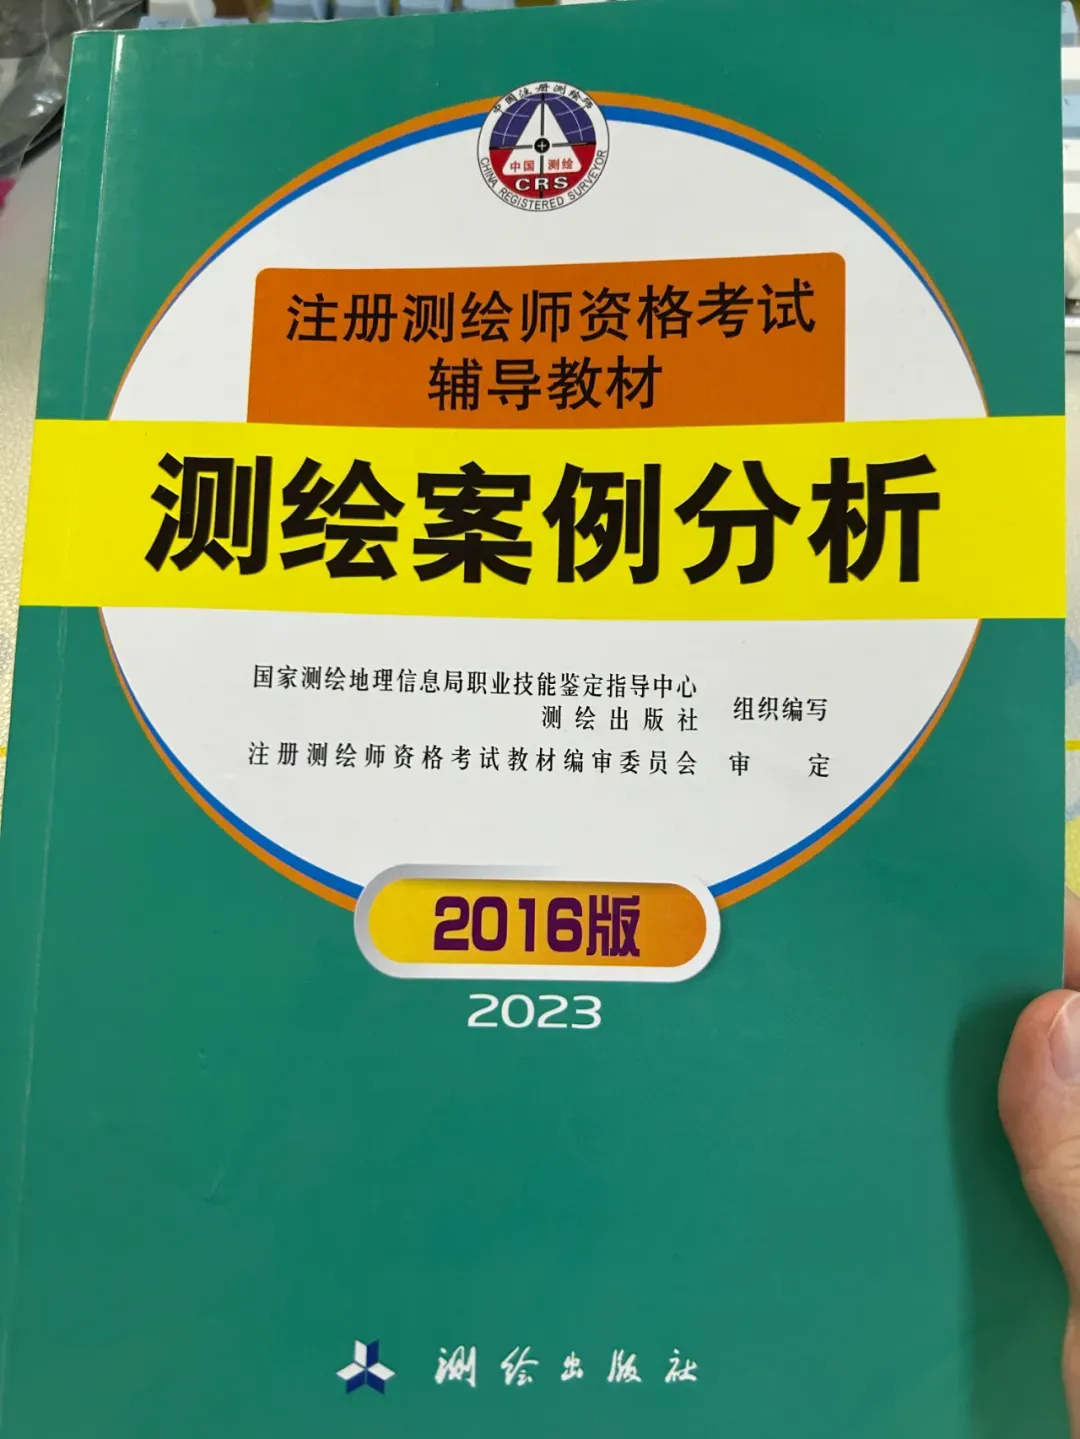 中国注册测绘师
中国 测绘
CRS
CHINA REGISTERED SURVEYOR
注册测绘师资格考试
辅导教材
测绘案例分析
国家测绘地理信息局职业技能鉴定指导中心
测绘出版社 组织编写
注册测绘师资格考试教材编审委员会 审 定
2016版
2023
测绘出版社